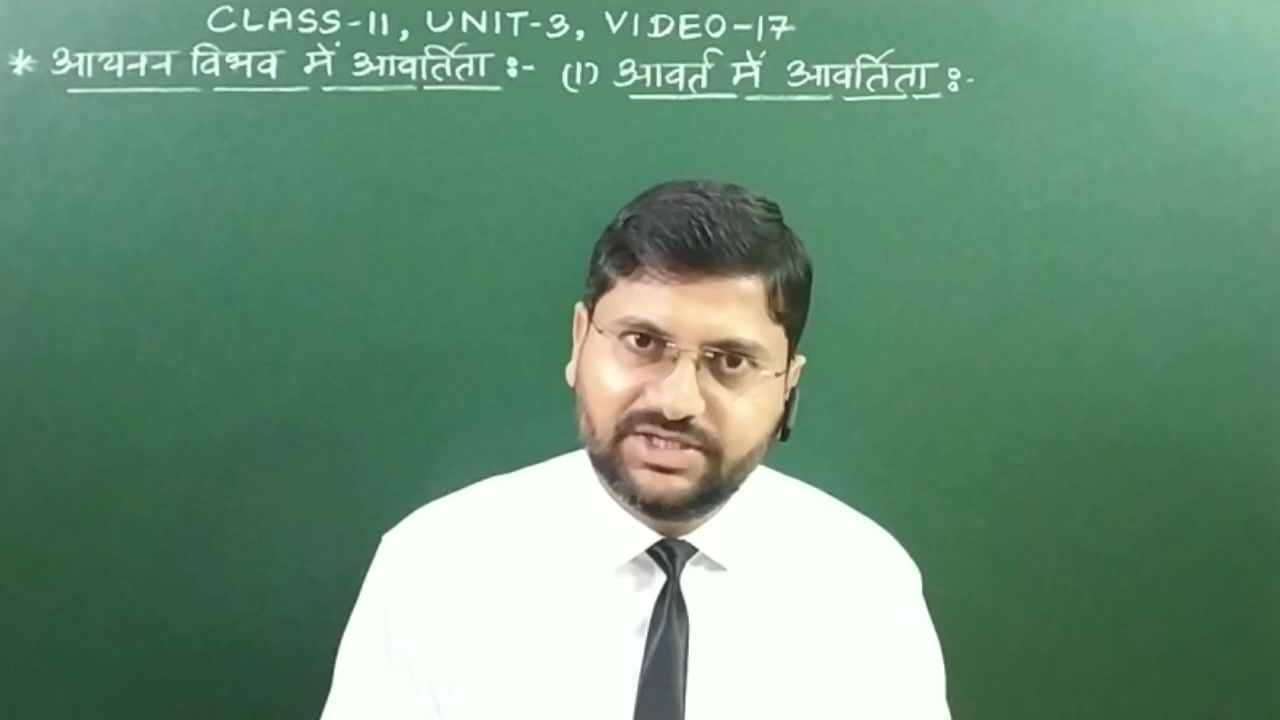 CLASS-11, UNIT-3, VIDEO-17
* आयनन विभव में आवर्तिता :- (1) आवर्त में आवर्तिता :-